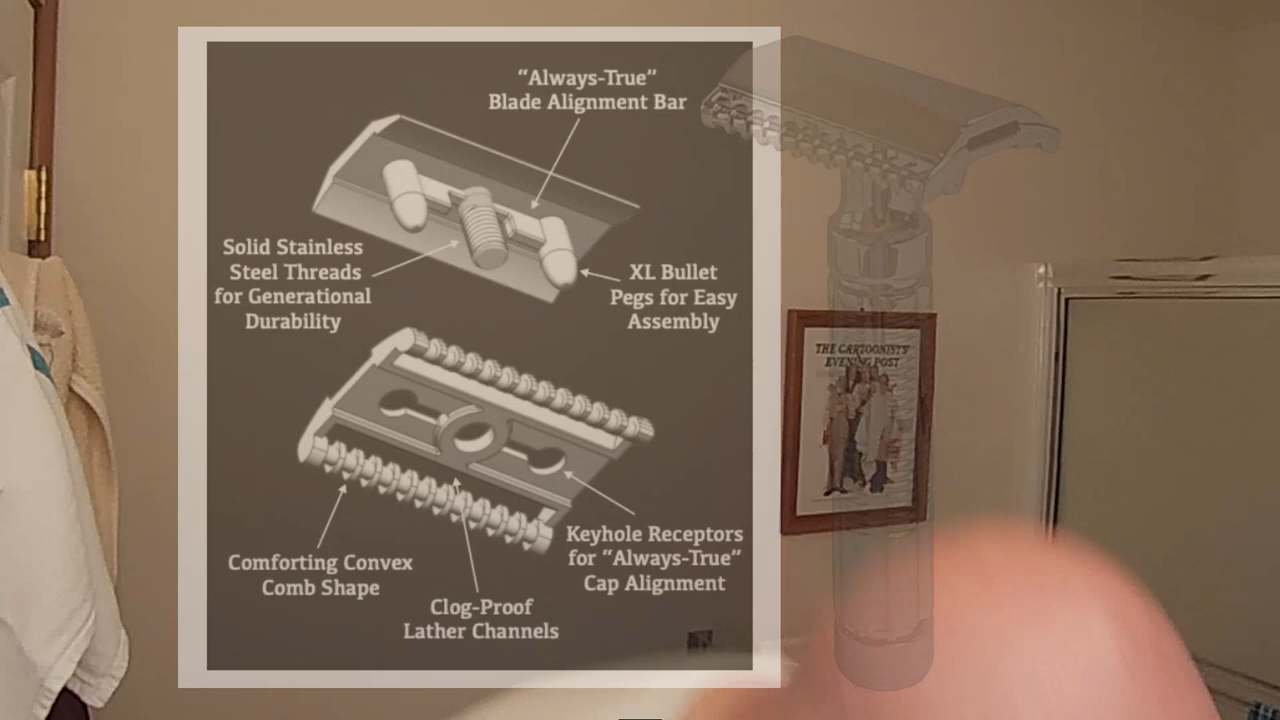 “Always-True”
Blade Alignment Bar
Solid Stainless
Steel Threads
for Generational
Durability
XL Bullet
Pegs for Easy
Assembly
THE CARTOONISTS'
EVENING POST
Keyhole Receptors
for “Always-True”
Cap Alignment
Comforting Convex
Comb Shape
Clog-Proof
Lather Channels